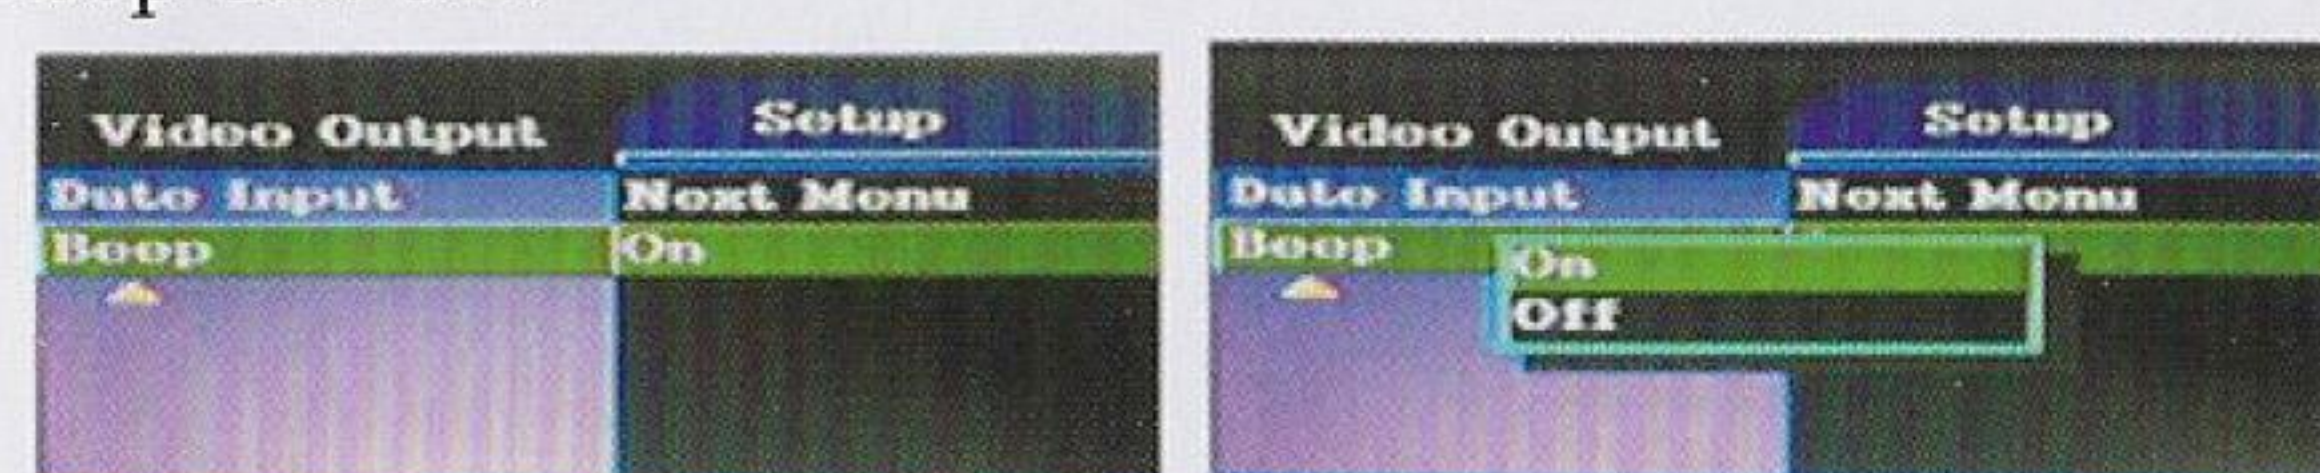 Video Output Setup
Date Input Next Menu
Beep On
Video Output Setup
Date Input Next Menu
Beep On
Off